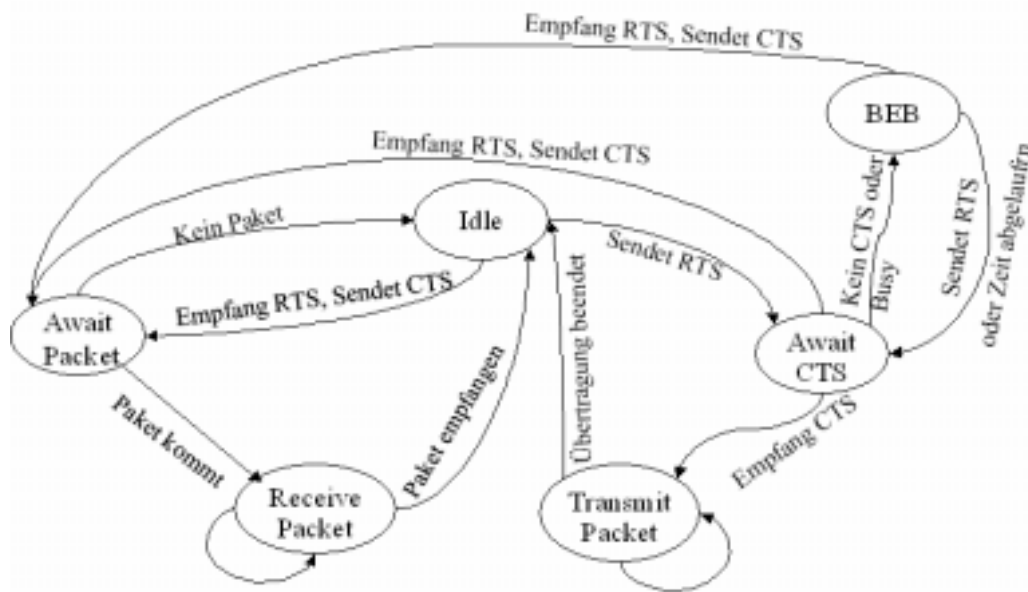 Empfang RTS, Sendet CTS
BEB
Empfang RTS, Sendet CTS
Kein Paket
Idle
Sendet RTS
Kein CTS oder
Busy
Sendet RTS
oder Zeit abgelaufrn
Empfang RTS, Sendet CTS
Await
Packet
Übertragung beendet
Await
CTS
Paket kommt
Paket empfangen
Empfang CTS
Receive
Packet
Transmit
Packet